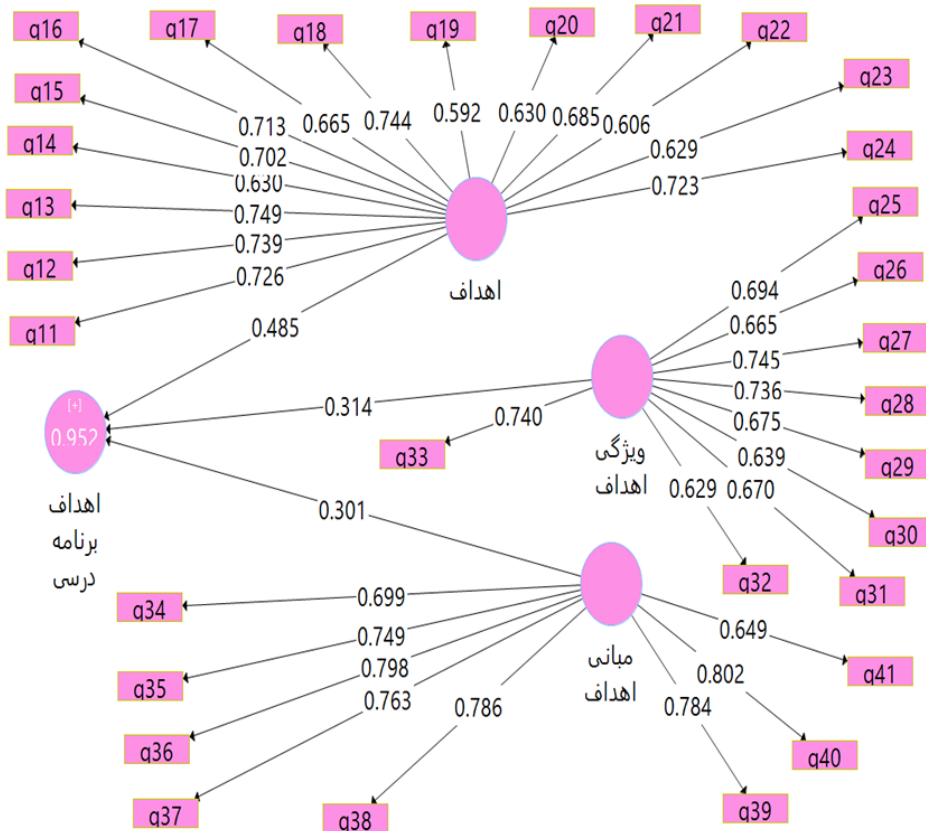 q16
q17
q18
q19
q20
q21
q22
q15
q23
q14
q24
q13
q25
q12
q26
q11
q27
q28
q33
q29
q30
q32
q31
q34
q41
q35
q36
q40
q37
q38
q39
0.713
0.665
0.744
0.592
0.630
0.685
0.606
0.629
0.702
0.630
0.723
0.749
0.739
0.726
0.485
اهداف
0.694
0.665
0.745
0.736
0.675
0.639
0.670
0.629
0.740
0.314
ویژگی
اهداف
[+]
0.952
اهداف
برنامه
درسی
0.301
0.699
0.749
0.798
0.763
0.786
0.649
0.802
0.784
مبانی
اهداف